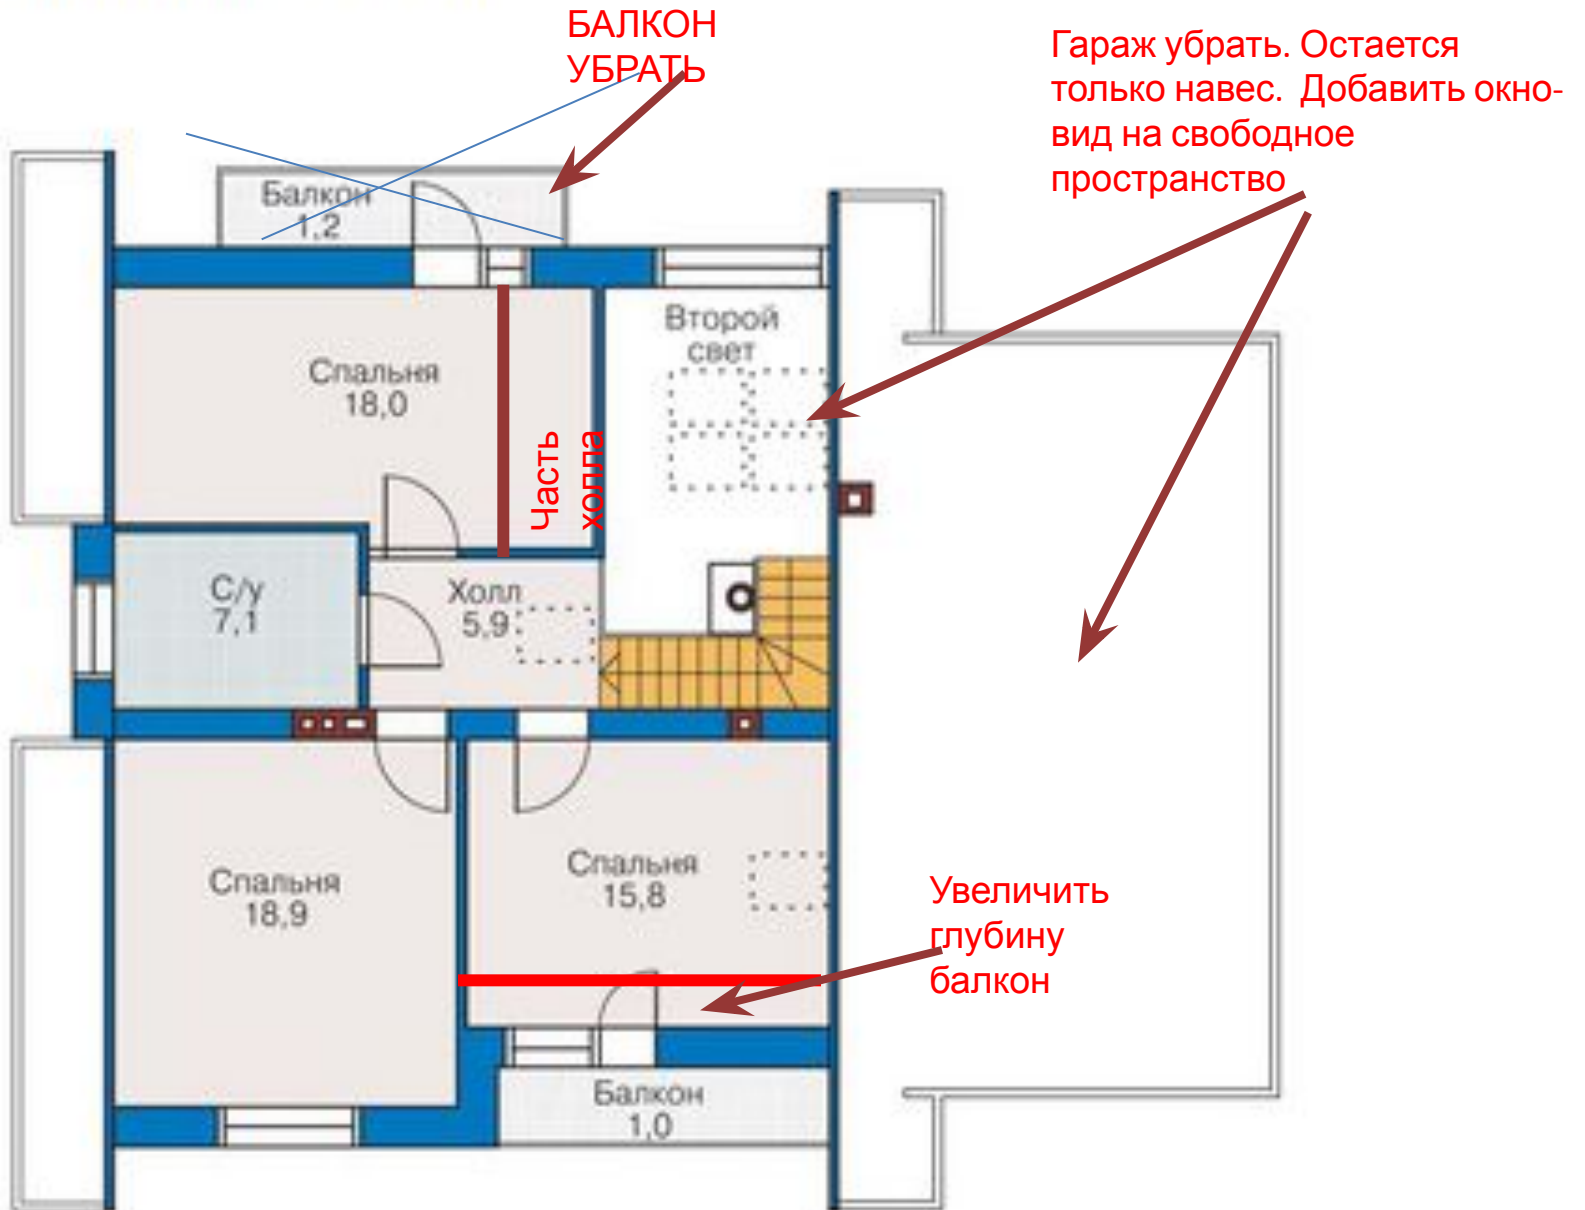 БАЛКОН
УБРАТЬ
Гараж убрать. Остается
только навес. Добавить окно-
вид на свободное
пространство
Балкон
1,2
Второй
свет
Спальня
18,0
Часть
холла
С/у
7,1
Холл
5,9
Спальня
18,9
Спальня
15,8
Увеличить
глубину
балкон
Балкон
1,0